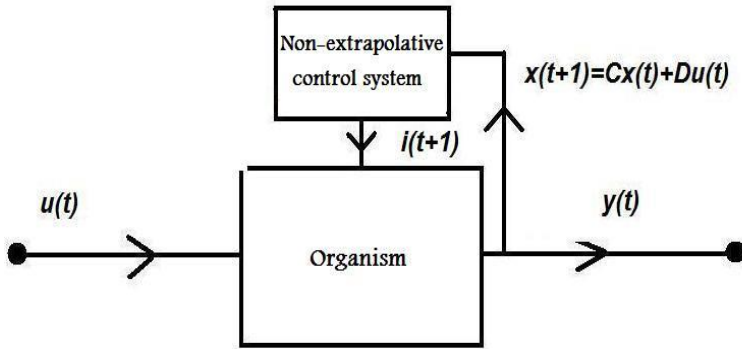 Non-extrapolative
control system
x(t+1)=Cx(t)+Du(t)
i(t+1)
u(t)
y(t)
Organism